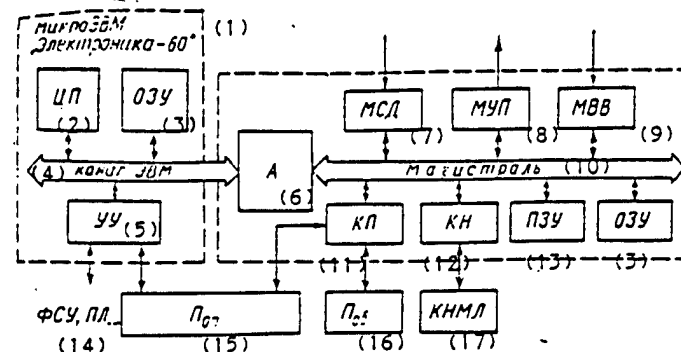 МикроЭВМ
„Электроника-60" (1)
ЦП (2)
ОЗУ (3)
МСД (7)
МУП (8)
МВВ (9)
(4) канал ЭВМ
А (6)
Магистраль (10)
УУ (5)
КП (11)
КН (12)
ПЗУ (13)
ОЗУ (3)
ФСУ, ПЛ (14)
(15)
(16)
КНМЛ (17)